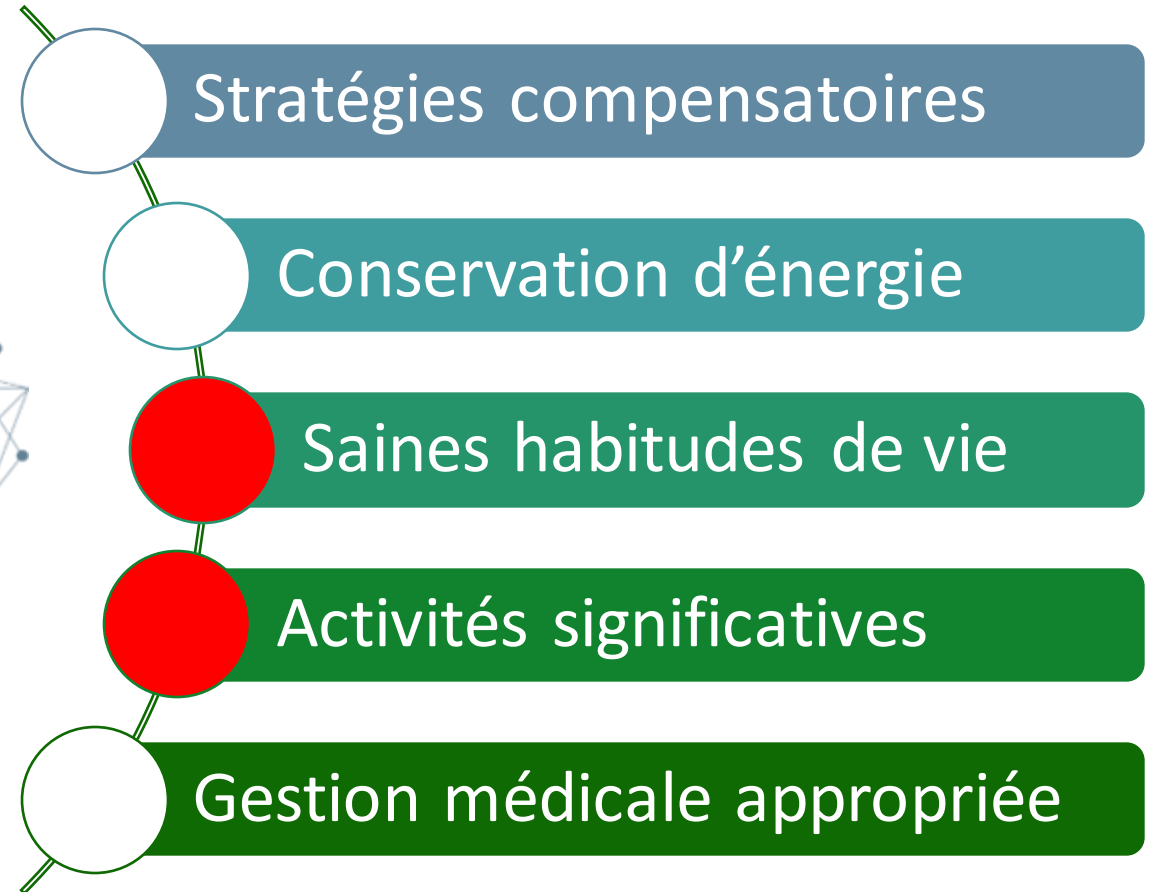 Stratégies compensatoires
Conservation d’énergie
Saines habitudes de vie
Activités significatives
Gestion médicale appropriée